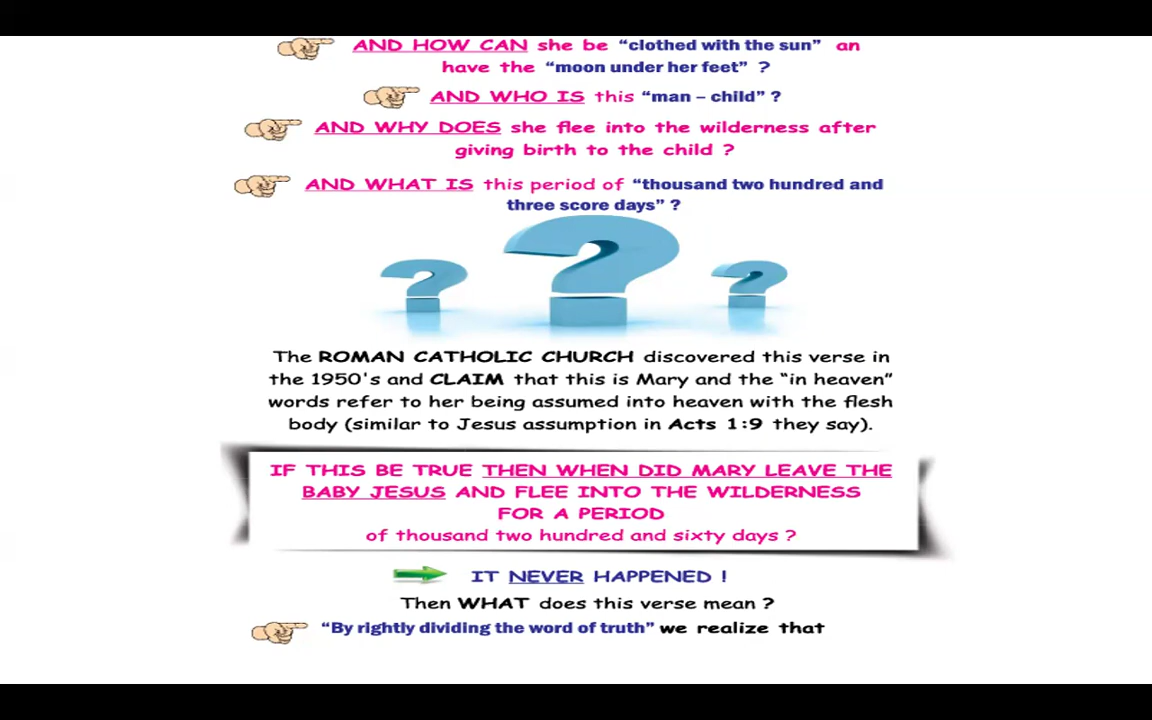 AND HOW CAN she be “clothed with the sun” an
have the “moon under her feet” ?
AND WHO IS this “man – child” ?
AND WHY DOES she flee into the wilderness after
giving birth to the child ?
AND WHAT IS this period of “thousand two hundred and
three score days” ?
The ROMAN CATHOLIC CHURCH discovered this verse in
the 1950's and CLAIM that this is Mary and the “in heaven”
words refer to her being assumed into heaven with the flesh
body (similar to Jesus assumption in Acts 1:9 they say).
IF THIS BE TRUE THEN WHEN DID MARY LEAVE THE
BABY JESUS AND FLEE INTO THE WILDERNESS
FOR A PERIOD
of thousand two hundred and sixty days ?
IT NEVER HAPPENED !
Then WHAT does this verse mean ?
“By rightly dividing the word of truth” we realize that